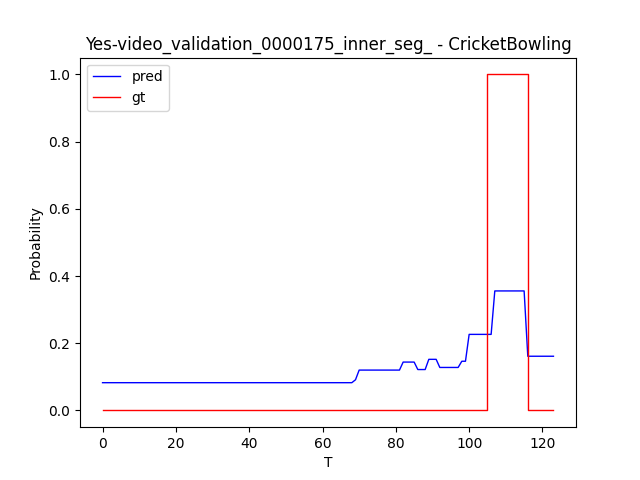 Yes-video_validation_0000175_inner_seg_ - CricketBowling
pred
gt
1.0
0.8
0.6
0.4
0.2
0.0
Probability
0
20
40
60
80
100
120
T